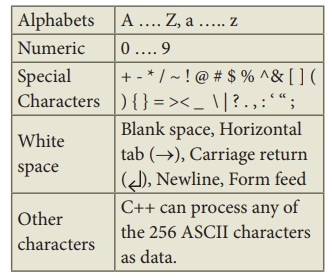 Alphabets A .... Z, a ..... z
Numeric 0 .... 9
Special + - * / ~ ! @ # $ % ^& [ ] (
Characters ) { } = >< _ \ | ? . , : ‘ “ ;
White Blank space, Horizontal
space tab (→), Carriage return
(↵), Newline, Form feed
Other C++ can process any of
characters the 256 ASCII characters
as data.